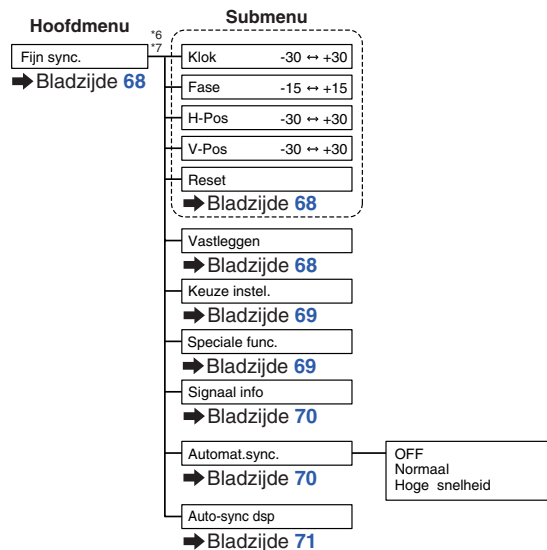 Hoofdmenu
Submenu
*6
*7
Fijn sync.
➡ Bladzijde 68
Klok -30 ↔ +30
Fase -15 ↔ +15
H-Pos -30 ↔ +30
V-Pos -30 ↔ +30
Reset
➡ Bladzijde 68
Vastleggen
➡ Bladzijde 68
Keuze instel.
➡ Bladzijde 69
Speciale func.
➡ Bladzijde 69
Signaal info
➡ Bladzijde 70
Automat.sync.
➡ Bladzijde 70
OFF
Normaal
Hoge snelheid
Auto-sync dsp
➡ Bladzijde 71